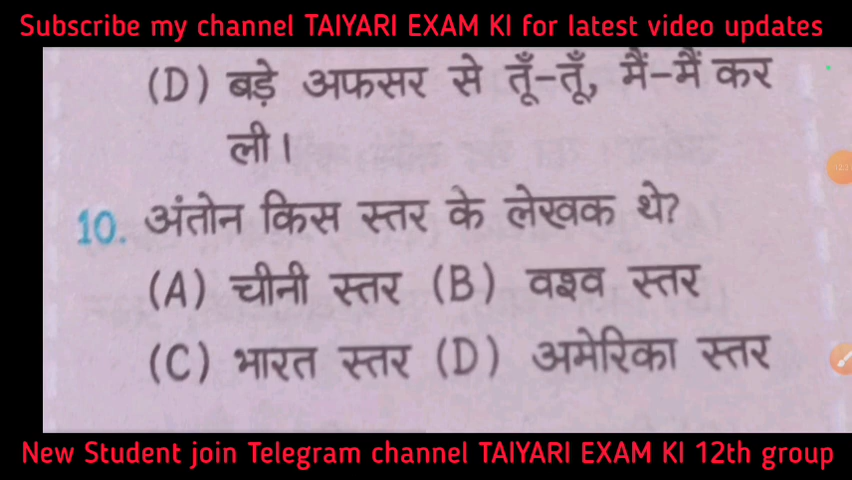 Subscribe my channel TAIYARI EXAM KI for latest video updates
(D) बड़े अफसर से तूँ-तूँ, मैं-मैं कर
ली।
10. अंतोन किस स्तर के लेखक थे?
(A) चीनी स्तर (B) वश्व स्तर
(C) भारत स्तर (D) अमेरिका स्तर
New Student join Telegram channel TAIYARI EXAM KI 12th group